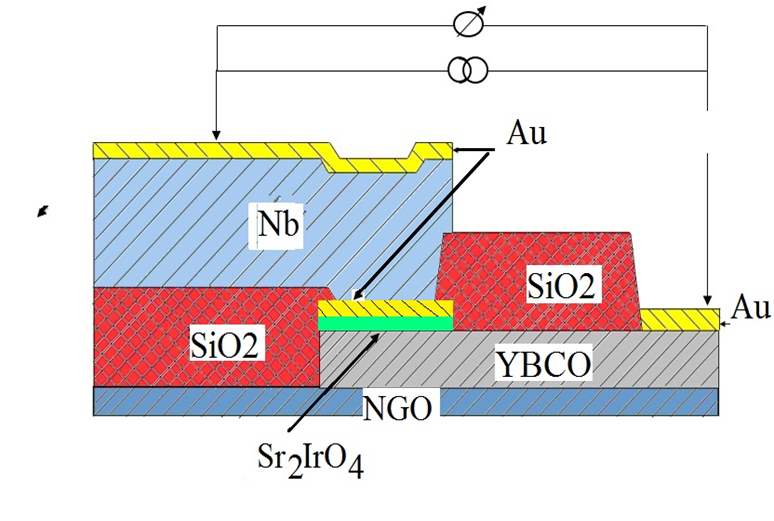 Au
Nb
SiO2
Au
SiO2
YBCO
NGO
Sr2IrO4